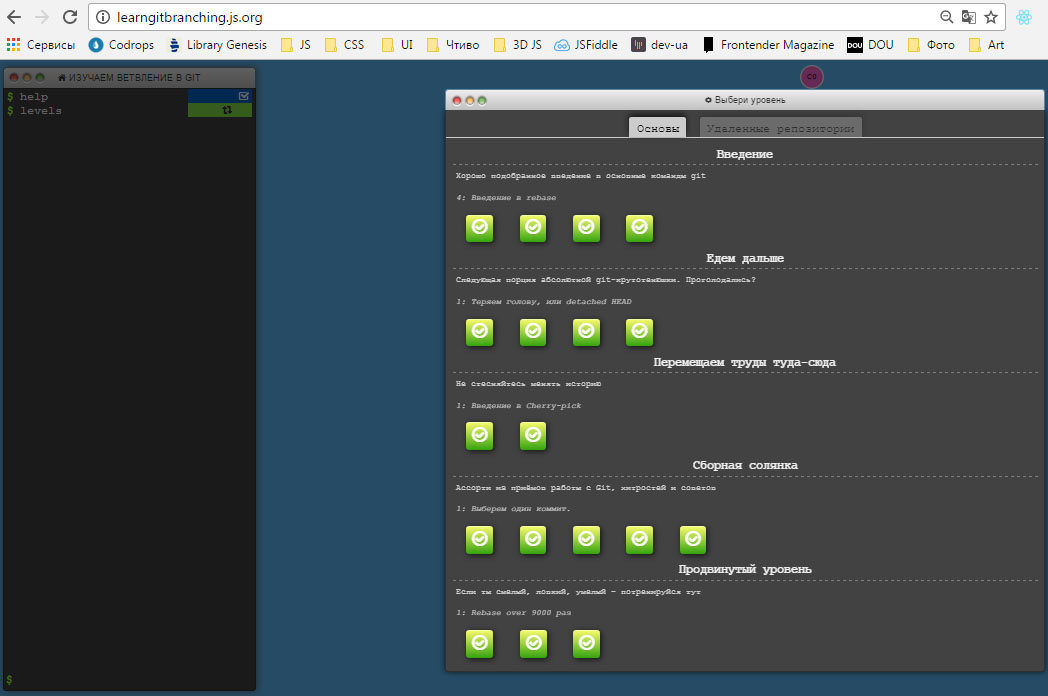 learngitbranching.js.org
Сервисы Codrops Library Genesis JS CSS UI Чтиво 3D JS JSFiddle dev-ua Frontender Magazine DOU DOU Фото Art
ИЗУЧАЕМ ВЕТВЛЕНИЕ В GIT
$ help
$ levels
$
C0
Выбери уровень
Основы Удаленные репозитории
Введение
Хорошо подобранное введение в основные команды git
4: Введение в rebase
Едем дальше
Следующая порция абсолютной git-крутотенюшки. Проголодались?
1: Теряем голову, или detached HEAD
Перемещаем труды туда-сюда
Не стесняйтесь менять историю
1: Введение в Cherry-pick
Сборная солянка
Ассорти из приёмов работы с Git, хитростей и советов
1: Выберем один коммит.
Продвинутый уровень
Если ты смелый, ловкий, умелый - потренируйся тут
1: Rebase over 9000 раз